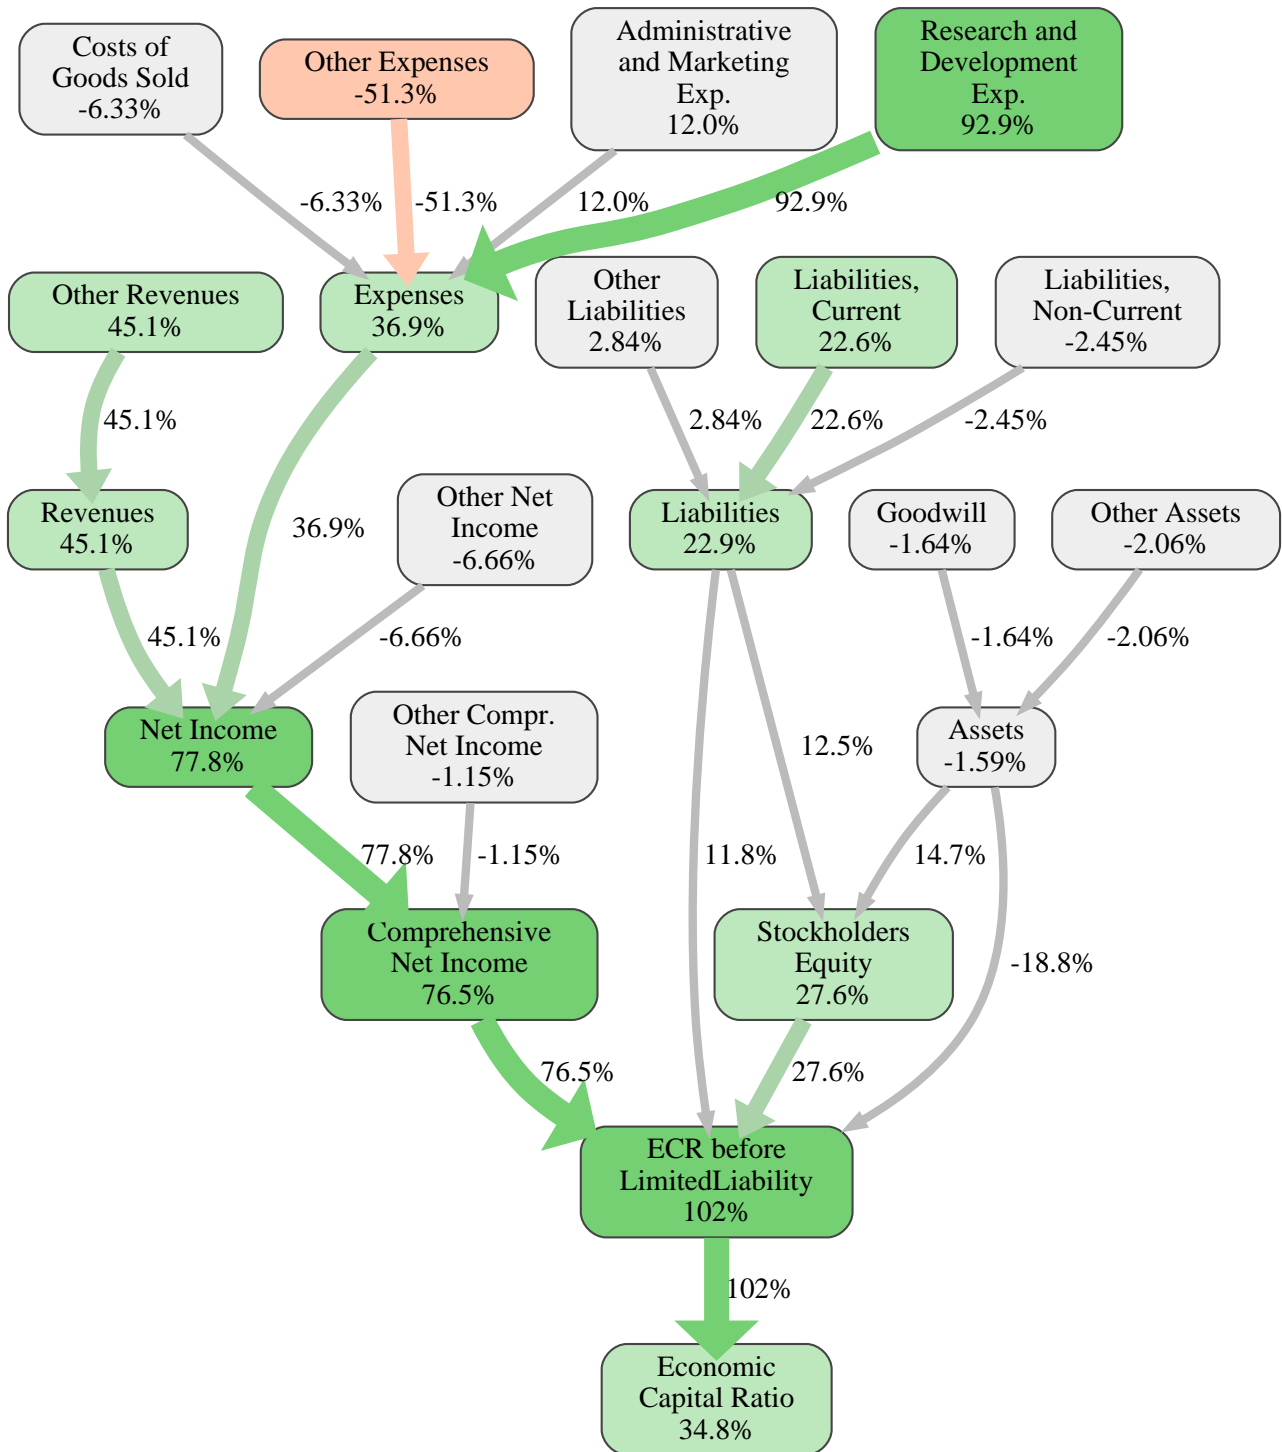 Costs of
Goods Sold
-6.33%
Other Expenses
-51.3%
Administrative
and Marketing
Exp.
12.0%
Research and
Development
Exp.
92.9%
-6.33%
-51.3%
12.0%
92.9%
Other Revenues
45.1%
Expenses
36.9%
Other
Liabilities
2.84%
Liabilities,
Current
22.6%
Liabilities,
Non-Current
-2.45%
45.1%
36.9%
2.84%
22.6%
-2.45%
Revenues
45.1%
Other Net
Income
-6.66%
Liabilities
22.9%
Goodwill
-1.64%
Other Assets
-2.06%
45.1%
-6.66%
-1.64%
-2.06%
Net Income
77.8%
Other Compr.
Net Income
-1.15%
12.5%
Assets
-1.59%
77.8%
-1.15%
11.8%
14.7%
-18.8%
Comprehensive
Net Income
76.5%
Stockholders
Equity
27.6%
76.5%
27.6%
ECR before
LimitedLiability
102%
102%
Economic
Capital Ratio
34.8%